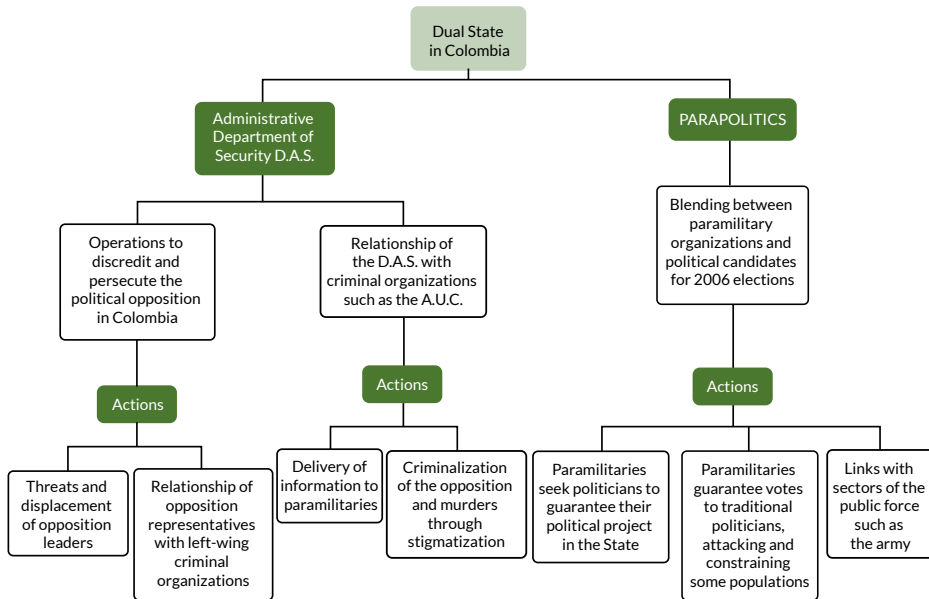 Dual State
in Colombia
Administrative
Department of
Security D.A.S.
PARAPOLITICS
Operations to
discredit and
persecute the
political opposition
in Colombia
Relationship of
the D.A.S. with
criminal organizations
such as the A.U.C.
Blending between
paramilitary
organizations and
political candidates
for 2006 elections
Actions
Actions
Actions
Threats and
displacement
of opposition
leaders
Relationship of
opposition
representatives
with left-wing
criminal
organizations
Delivery of
information to
paramilitaries
Criminalization
of the opposition
and murders
through
stigmatization
Paramilitaries
seek politicians to
guarantee their
political project
in the State
Paramilitaries
guarantee votes
to traditional
politicians,
attacking and
constraining
some populations
Links with
sectors of the
public force
such as
the army